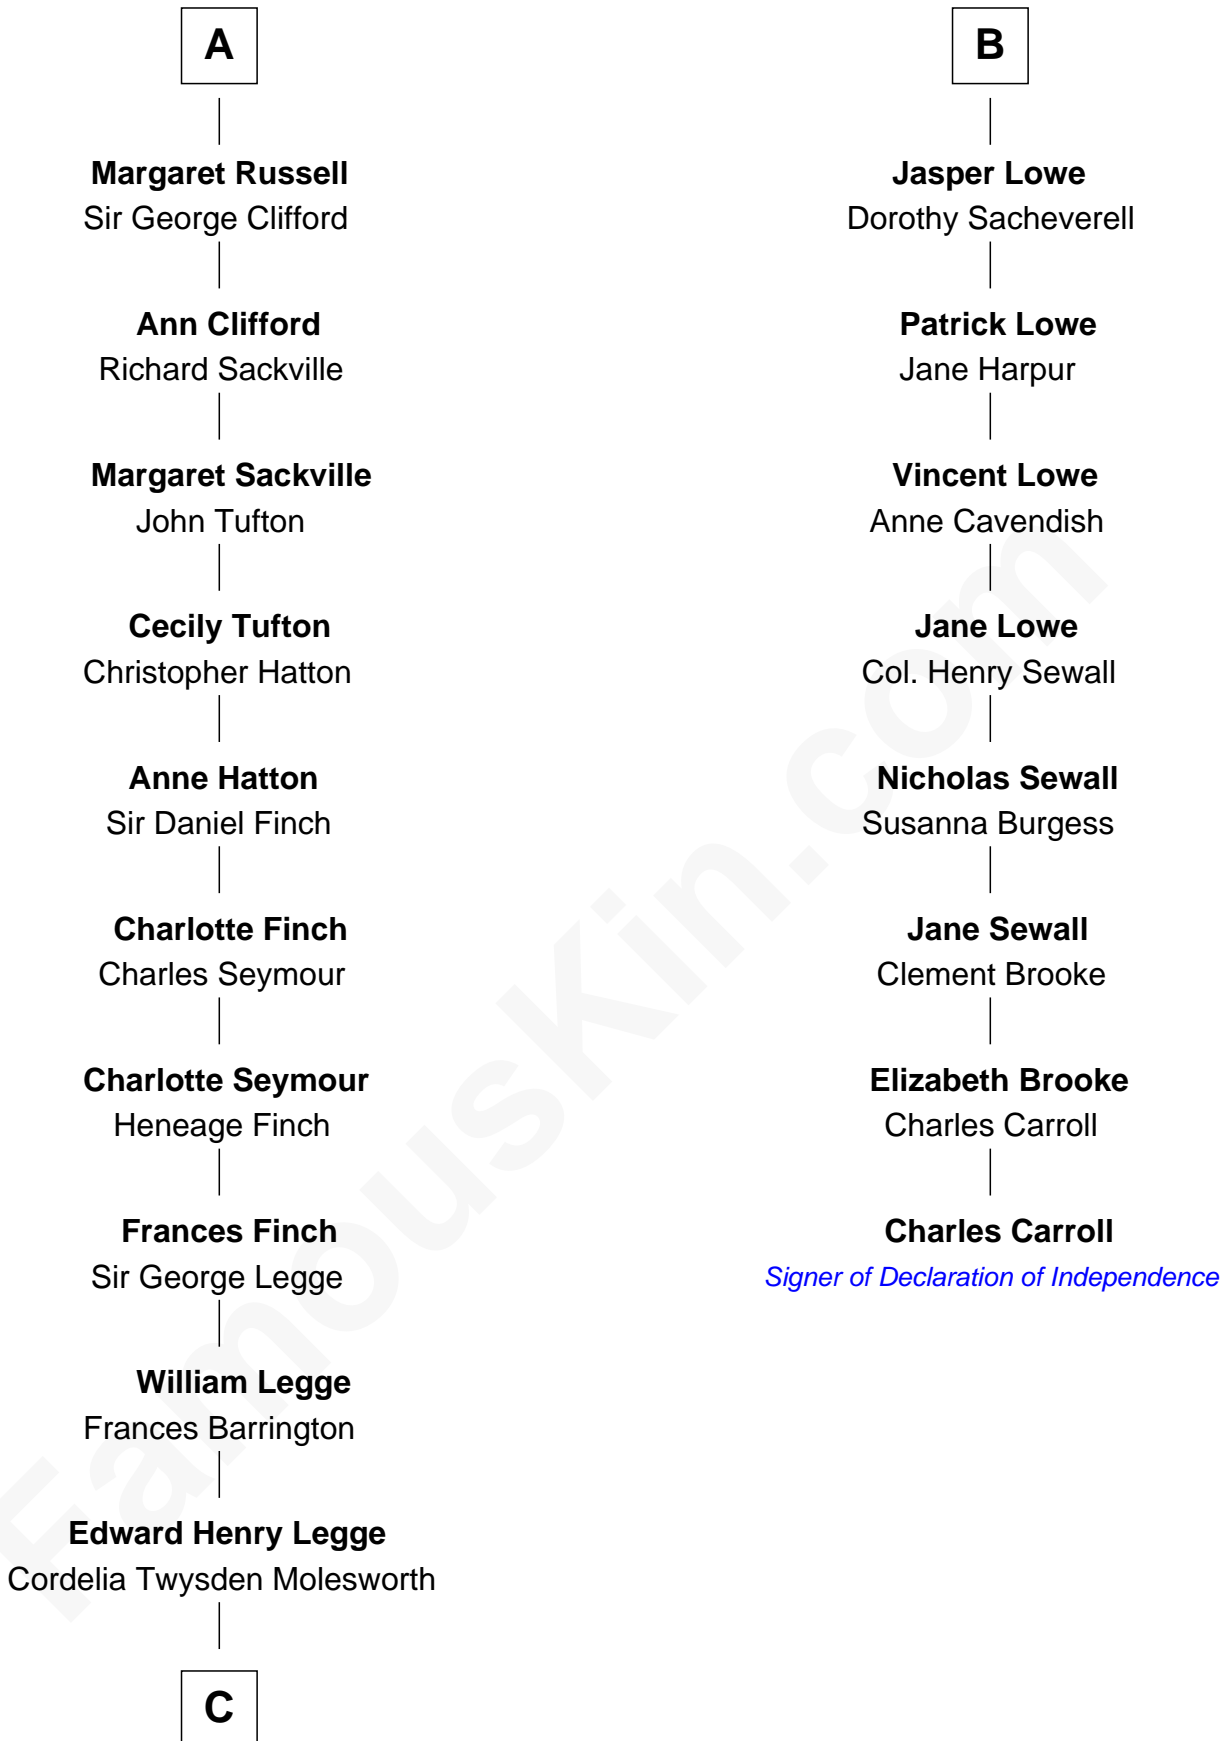 A
Margaret Russell
Sir George Clifford
Ann Clifford
Richard Sackville
Margaret Sackville
John Tufton
Cecily Tufton
Christopher Hatton
Anne Hatton
Sir Daniel Finch
Charlotte Finch
Charles Seymour
Charlotte Seymour
Heneage Finch
Frances Finch
Sir George Legge
William Legge
Frances Barrington
Edward Henry Legge
Cordelia Twysden Molesworth
C
B
Jasper Lowe
Dorothy Sacheverell
Patrick Lowe
Jane Harpur
Vincent Lowe
Anne Cavendish
Jane Lowe
Col. Henry Sewall
Nicholas Sewall
Susanna Burgess
Jane Sewall
Clement Brooke
Elizabeth Brooke
Charles Carroll
Charles Carroll
Signer of Declaration of Independence
FamousKin.com